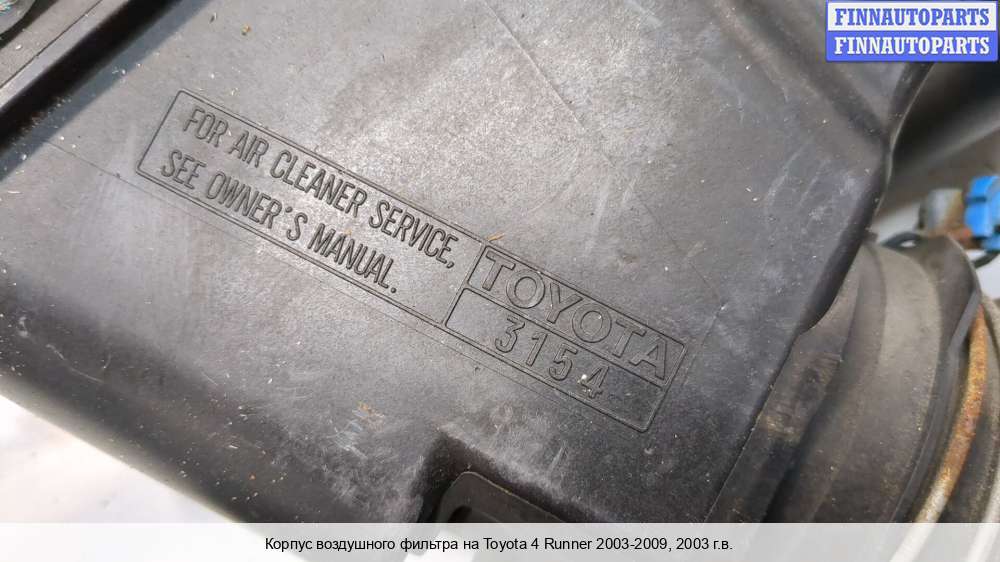 FINNAUTOPARTS
FINNAUTOPARTS
FOR AIR CLEANER SERVICE,
SEE OWNER'S MANUAL.
TOYOTA
3154
Корпус воздушного фильтра на Toyota 4 Runner 2003-2009, 2003 г.в.